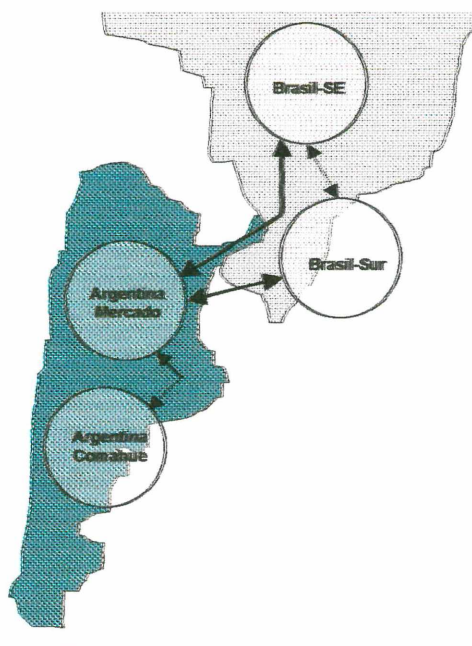 Brasil-SE
Brasil-Sur
Argentina
Mercado
Argentina
Comahue